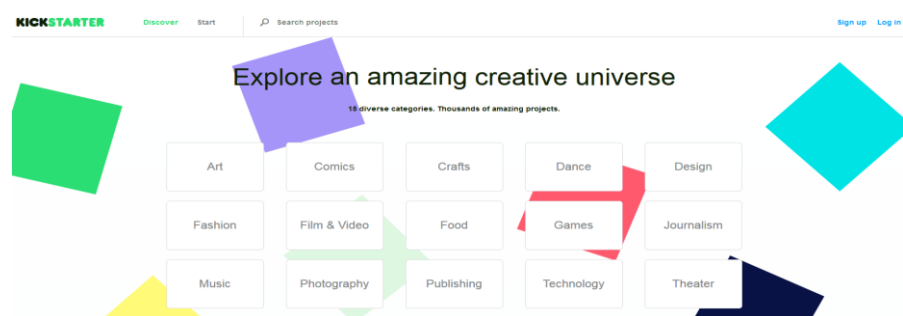 KICKSTARTER Discover Start Search projects Sign up Log in
Explore an amazing creative universe
15 diverse categories. Thousands of amazing projects.
Art Comics Crafts Dance Design
Fashion Film & Video Food Games Journalism
Music Photography Publishing Technology Theater